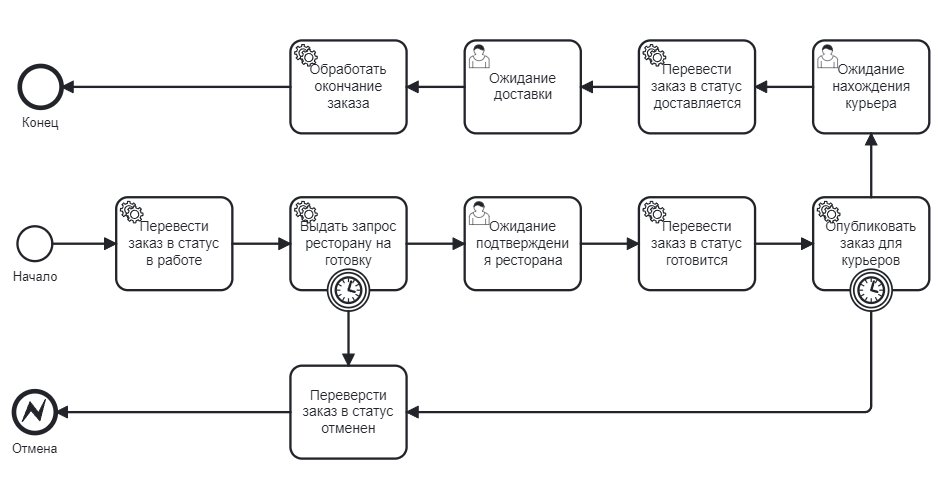 Обработать
окончание
заказа
Ожидание
доставки
Перевести
заказ в статус
доставляется
Ожидание
нахождения
курьера
Конец
Перевести
заказ в статус
в работе
Выдать запрос
ресторану на
готовку
Ожидание
подтверждени
я ресторана
Перевести
заказ в статус
готовится
Опубликовать
заказ для
курьеров
Начало
Переверсти
заказ в статус
отменен
Отмена